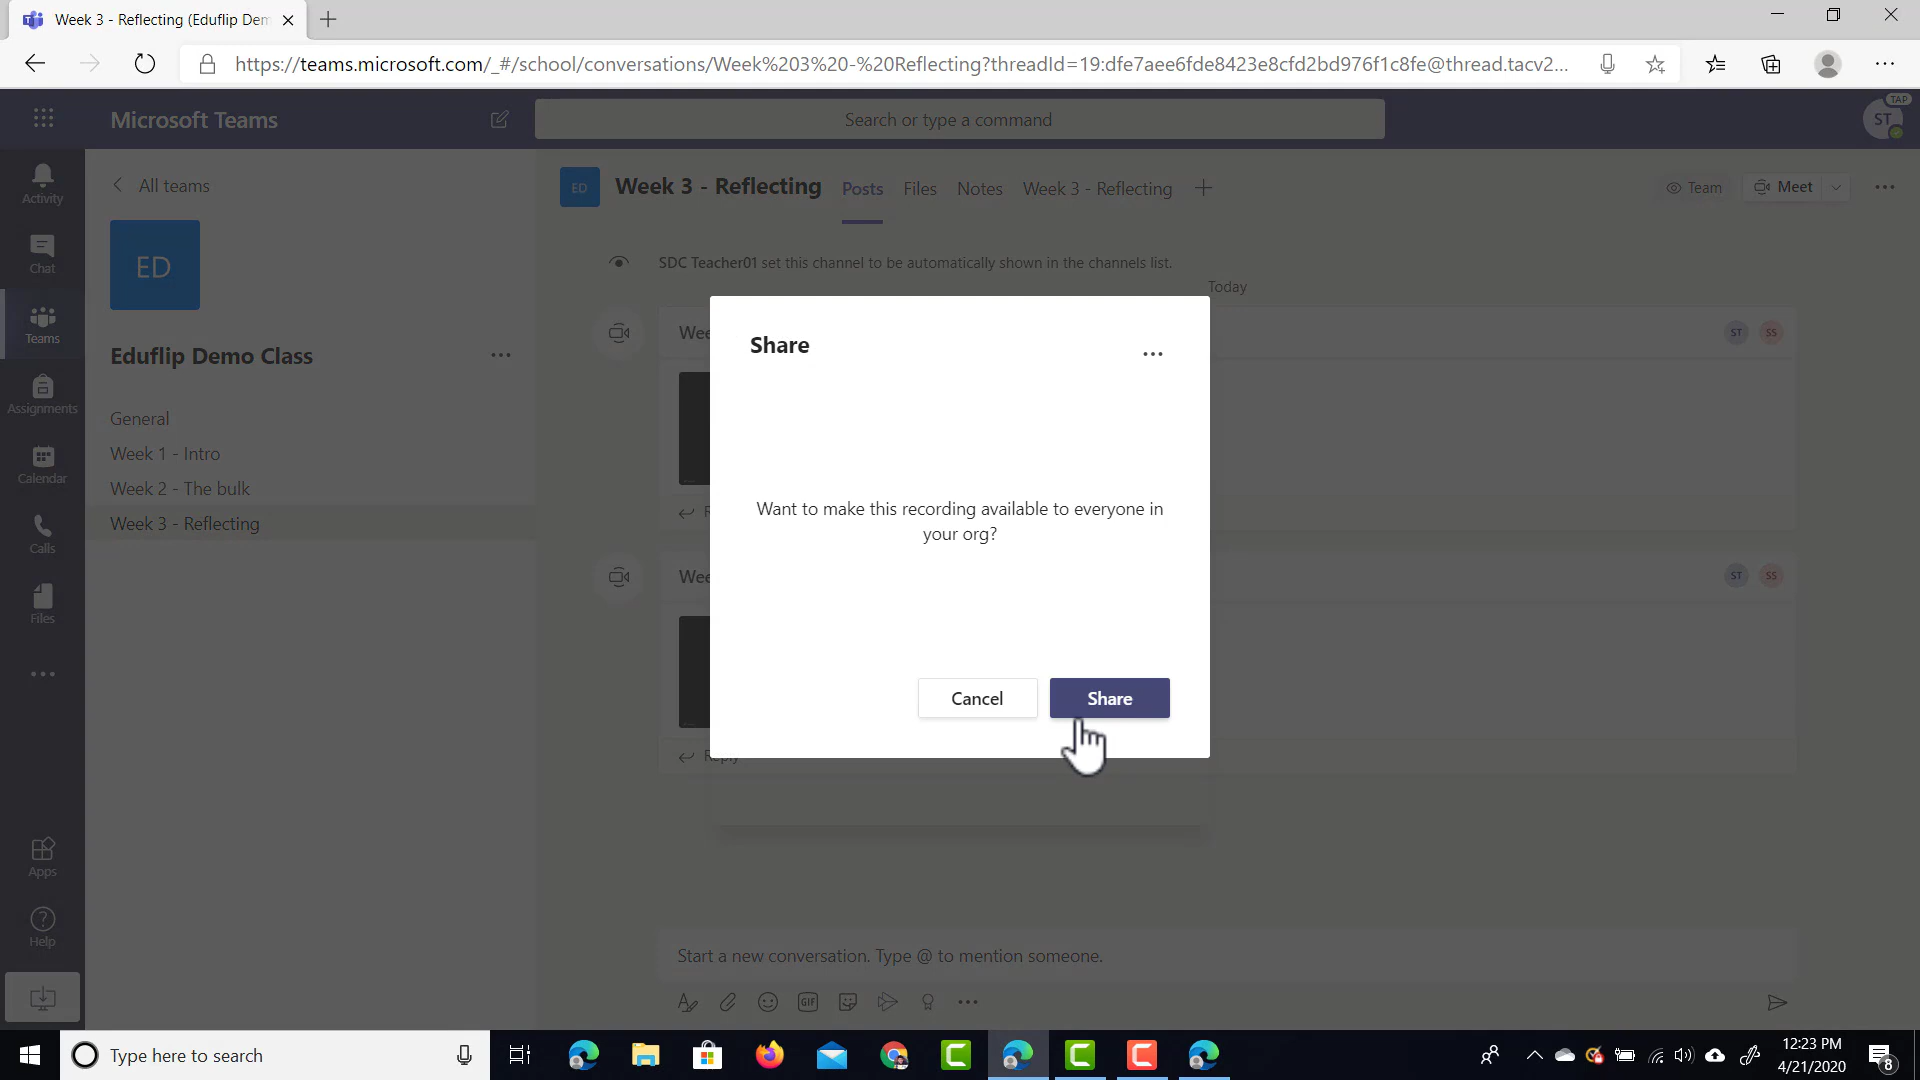 Week 3 - Reflecting (Eduflip Dem
https://teams.microsoft.com/_#/school/conversations/Week%203%20-%20Reflecting?threadId=19:dfe7aee6fde8423e8cfd2bd976f1c8fe@thread.tacv2...
Microsoft Teams
Search or type a command
TAP
ST
Activity
Chat
Teams
Assignments
Calendar
Calls
Files
Apps
Help
All teams
ED
Eduflip Demo Class
General
Week 1 - Intro
Week 2 - The bulk
Week 3 - Reflecting
ED
Week 3 - Reflecting
Posts
Files
Notes
Week 3 - Reflecting
Team
Meet
SDC Teacher01 set this channel to be automatically shown in the channels list.
Today
Wee
ST
SS
R
Wee
ST
SS
Reply
Share
Want to make this recording available to everyone in
your org?
Cancel
Share
Start a new conversation. Type @ to mention someone.
GIF
Type here to search
12:23 PM
4/21/2020
8